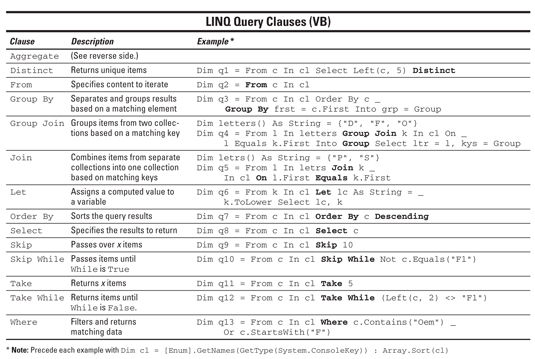 LINQ Query Clauses (VB)
Clause Description Example *
Aggregate (See reverse side.)
Distinct Returns unique items Dim q1 = From c In cl Select Left(c, 5) Distinct
From Specifies content to iterate Dim q2 = From c In cl
Group By Separates and groups results Dim q3 = From c In cl Order By c _
based on a matching element Group By frst = c.First Into grp = Group
Group Join Groups items from two collec- Dim letters() As String = {"D", "F", "O"}
tions based on a matching key Dim q4 = From l In letters Group Join k In cl On _
l Equals k.First Into Group Select ltr = l, kys = Group
Join Combines items from separate Dim letrs() As String = {"P", "S"}
collections into one collection Dim q5 = From l In letrs Join k _
based on matching keys In cl On l.First Equals k.First
Let Assigns a computed value to Dim q6 = From k In cl Let lc As String = _
a variable k.ToLower Select lc, k
Order By Sorts the query results Dim q7 = From c In cl Order By c Descending
Select Specifies the results to return Dim q8 = From c In cl Select c
Skip Passes over x items Dim q9 = From c In cl Skip 10
Skip While Passes items until Dim q10 = From c In cl Skip While Not c.Equals("F1")
While is True
Take Returns x items Dim q11 = From c In cl Take 5
Take While Returns items until Dim q12 = From c In cl Take While (Left(c, 2) <> "F1")
While is False.
Where Filters and returns Dim q13 = From c In cl Where c.Contains("Oem") _
matching data Or c.StartsWith("F")
* Note: Precede each example with Dim cl = [Enum].GetNames(GetType(System.ConsoleKey)) : Array.Sort(cl)